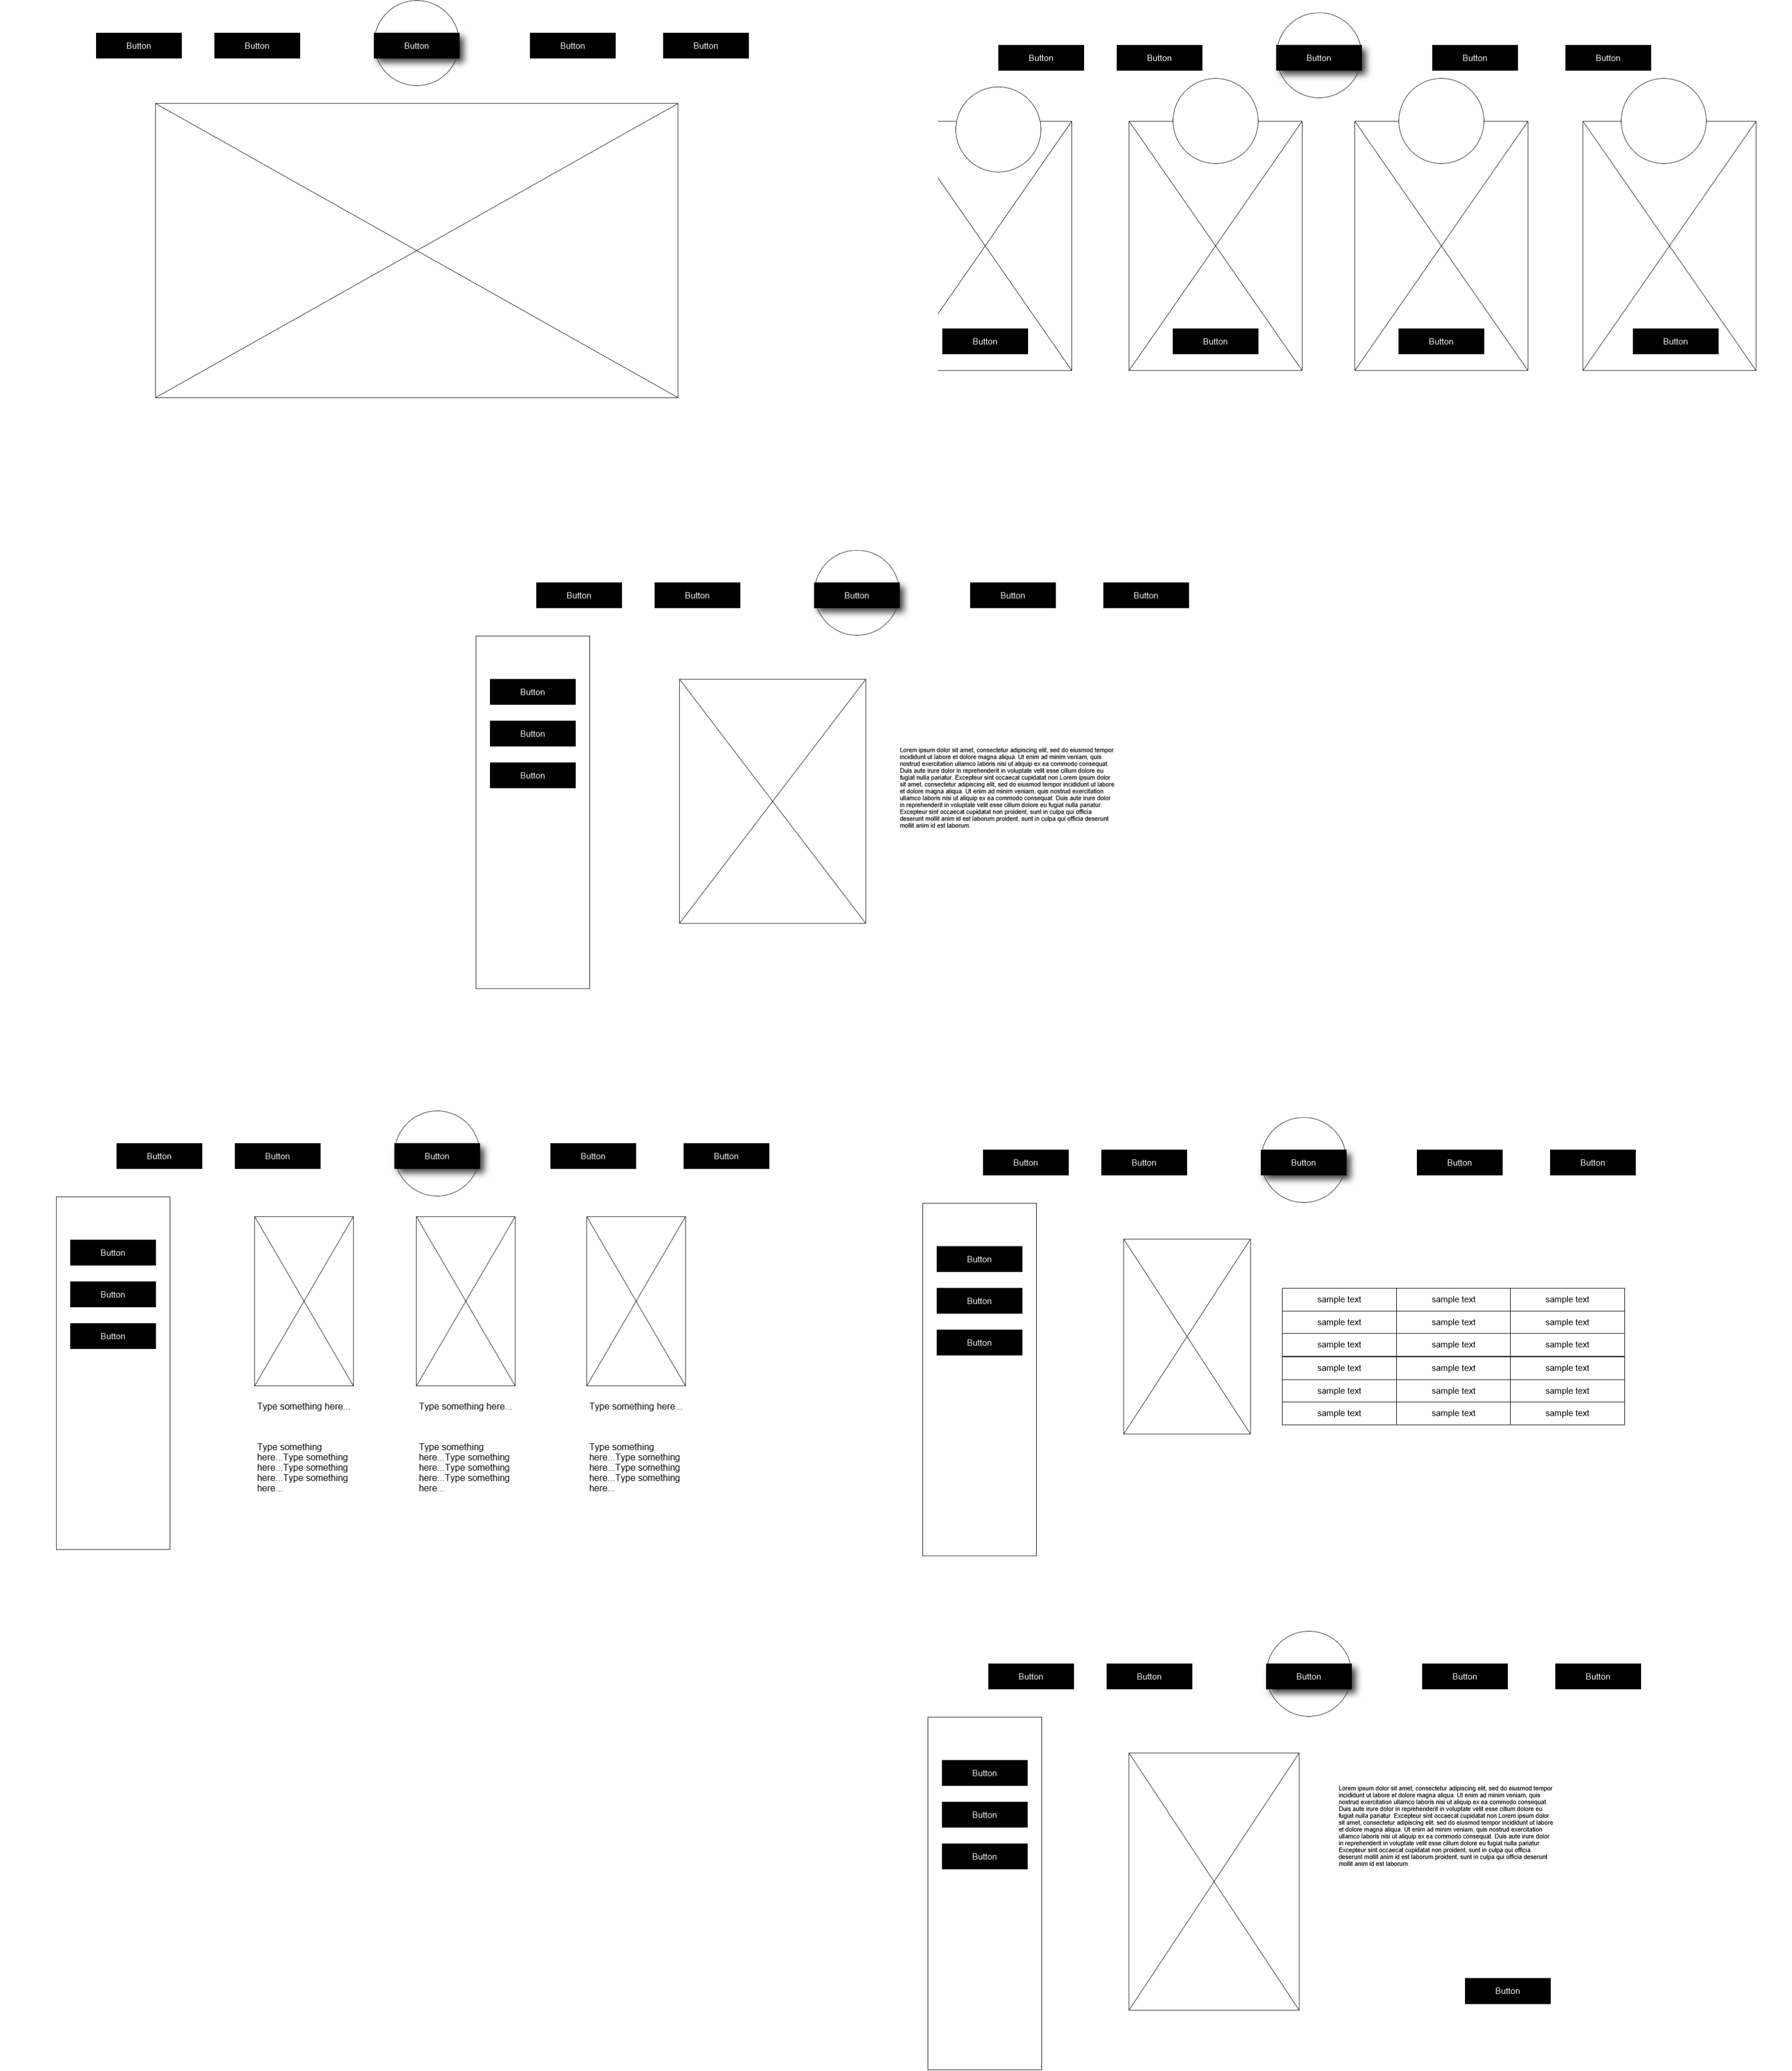 Button Button Button Button Button
Button Button Button Button Button
Button Button Button Button
Button Button Button Button Button
Button
Button
Button
Lorem ipsum dolor sit amet, consectetur adipiscing elit, sed do eiusmod tempor
incididunt ut labore et dolore magna aliqua. Ut enim ad minim veniam, quis
nostrud exercitation ullamco laboris nisi ut aliquip ex ea commodo consequat.
Duis aute irure dolor in reprehenderit in voluptate velit esse cillum dolore eu
fugiat nulla pariatur. Excepteur sint occaecat cupidatat non Lorem ipsum dolor
sit amet, consectetur adipiscing elit, sed do eiusmod tempor incididunt ut labore
et dolore magna aliqua. Ut enim ad minim veniam, quis nostrud exercitation
ullamco laboris nisi ut aliquip ex ea commodo consequat. Duis aute irure dolor
in reprehenderit in voluptate velit esse cillum dolore eu fugiat nulla pariatur.
Excepteur sint occaecat cupidatat non proident, sunt in culpa qui officia
deserunt mollit anim id est laborum proident, sunt in culpa qui officia deserunt
mollit anim id est laborum.
Button Button Button Button Button
Button
Button
Button
Type something here...
Type something
here...Type something
here...Type something
here...Type something
here...
Type something here...
Type something
here...Type something
here...Type something
here...Type something
here...
Type something here...
Type something
here...Type something
here...Type something
here...Type something
here...
Button Button Button Button Button
Button
Button
Button
sample text sample text sample text
sample text sample text sample text
sample text sample text sample text
sample text sample text sample text
sample text sample text sample text
sample text sample text sample text
Button Button Button Button Button
Button
Button
Button
Lorem ipsum dolor sit amet, consectetur adipiscing elit, sed do eiusmod tempor
incididunt ut labore et dolore magna aliqua. Ut enim ad minim veniam, quis
nostrud exercitation ullamco laboris nisi ut aliquip ex ea commodo consequat.
Duis aute irure dolor in reprehenderit in voluptate velit esse cillum dolore eu
fugiat nulla pariatur. Excepteur sint occaecat cupidatat non Lorem ipsum dolor
sit amet, consectetur adipiscing elit, sed do eiusmod tempor incididunt ut labore
et dolore magna aliqua. Ut enim ad minim veniam, quis nostrud exercitation
ullamco laboris nisi ut aliquip ex ea commodo consequat. Duis aute irure dolor
in reprehenderit in voluptate velit esse cillum dolore eu fugiat nulla pariatur.
Excepteur sint occaecat cupidatat non proident, sunt in culpa qui officia
deserunt mollit anim id est laborum proident, sunt in culpa qui officia deserunt
mollit anim id est laborum.
Button